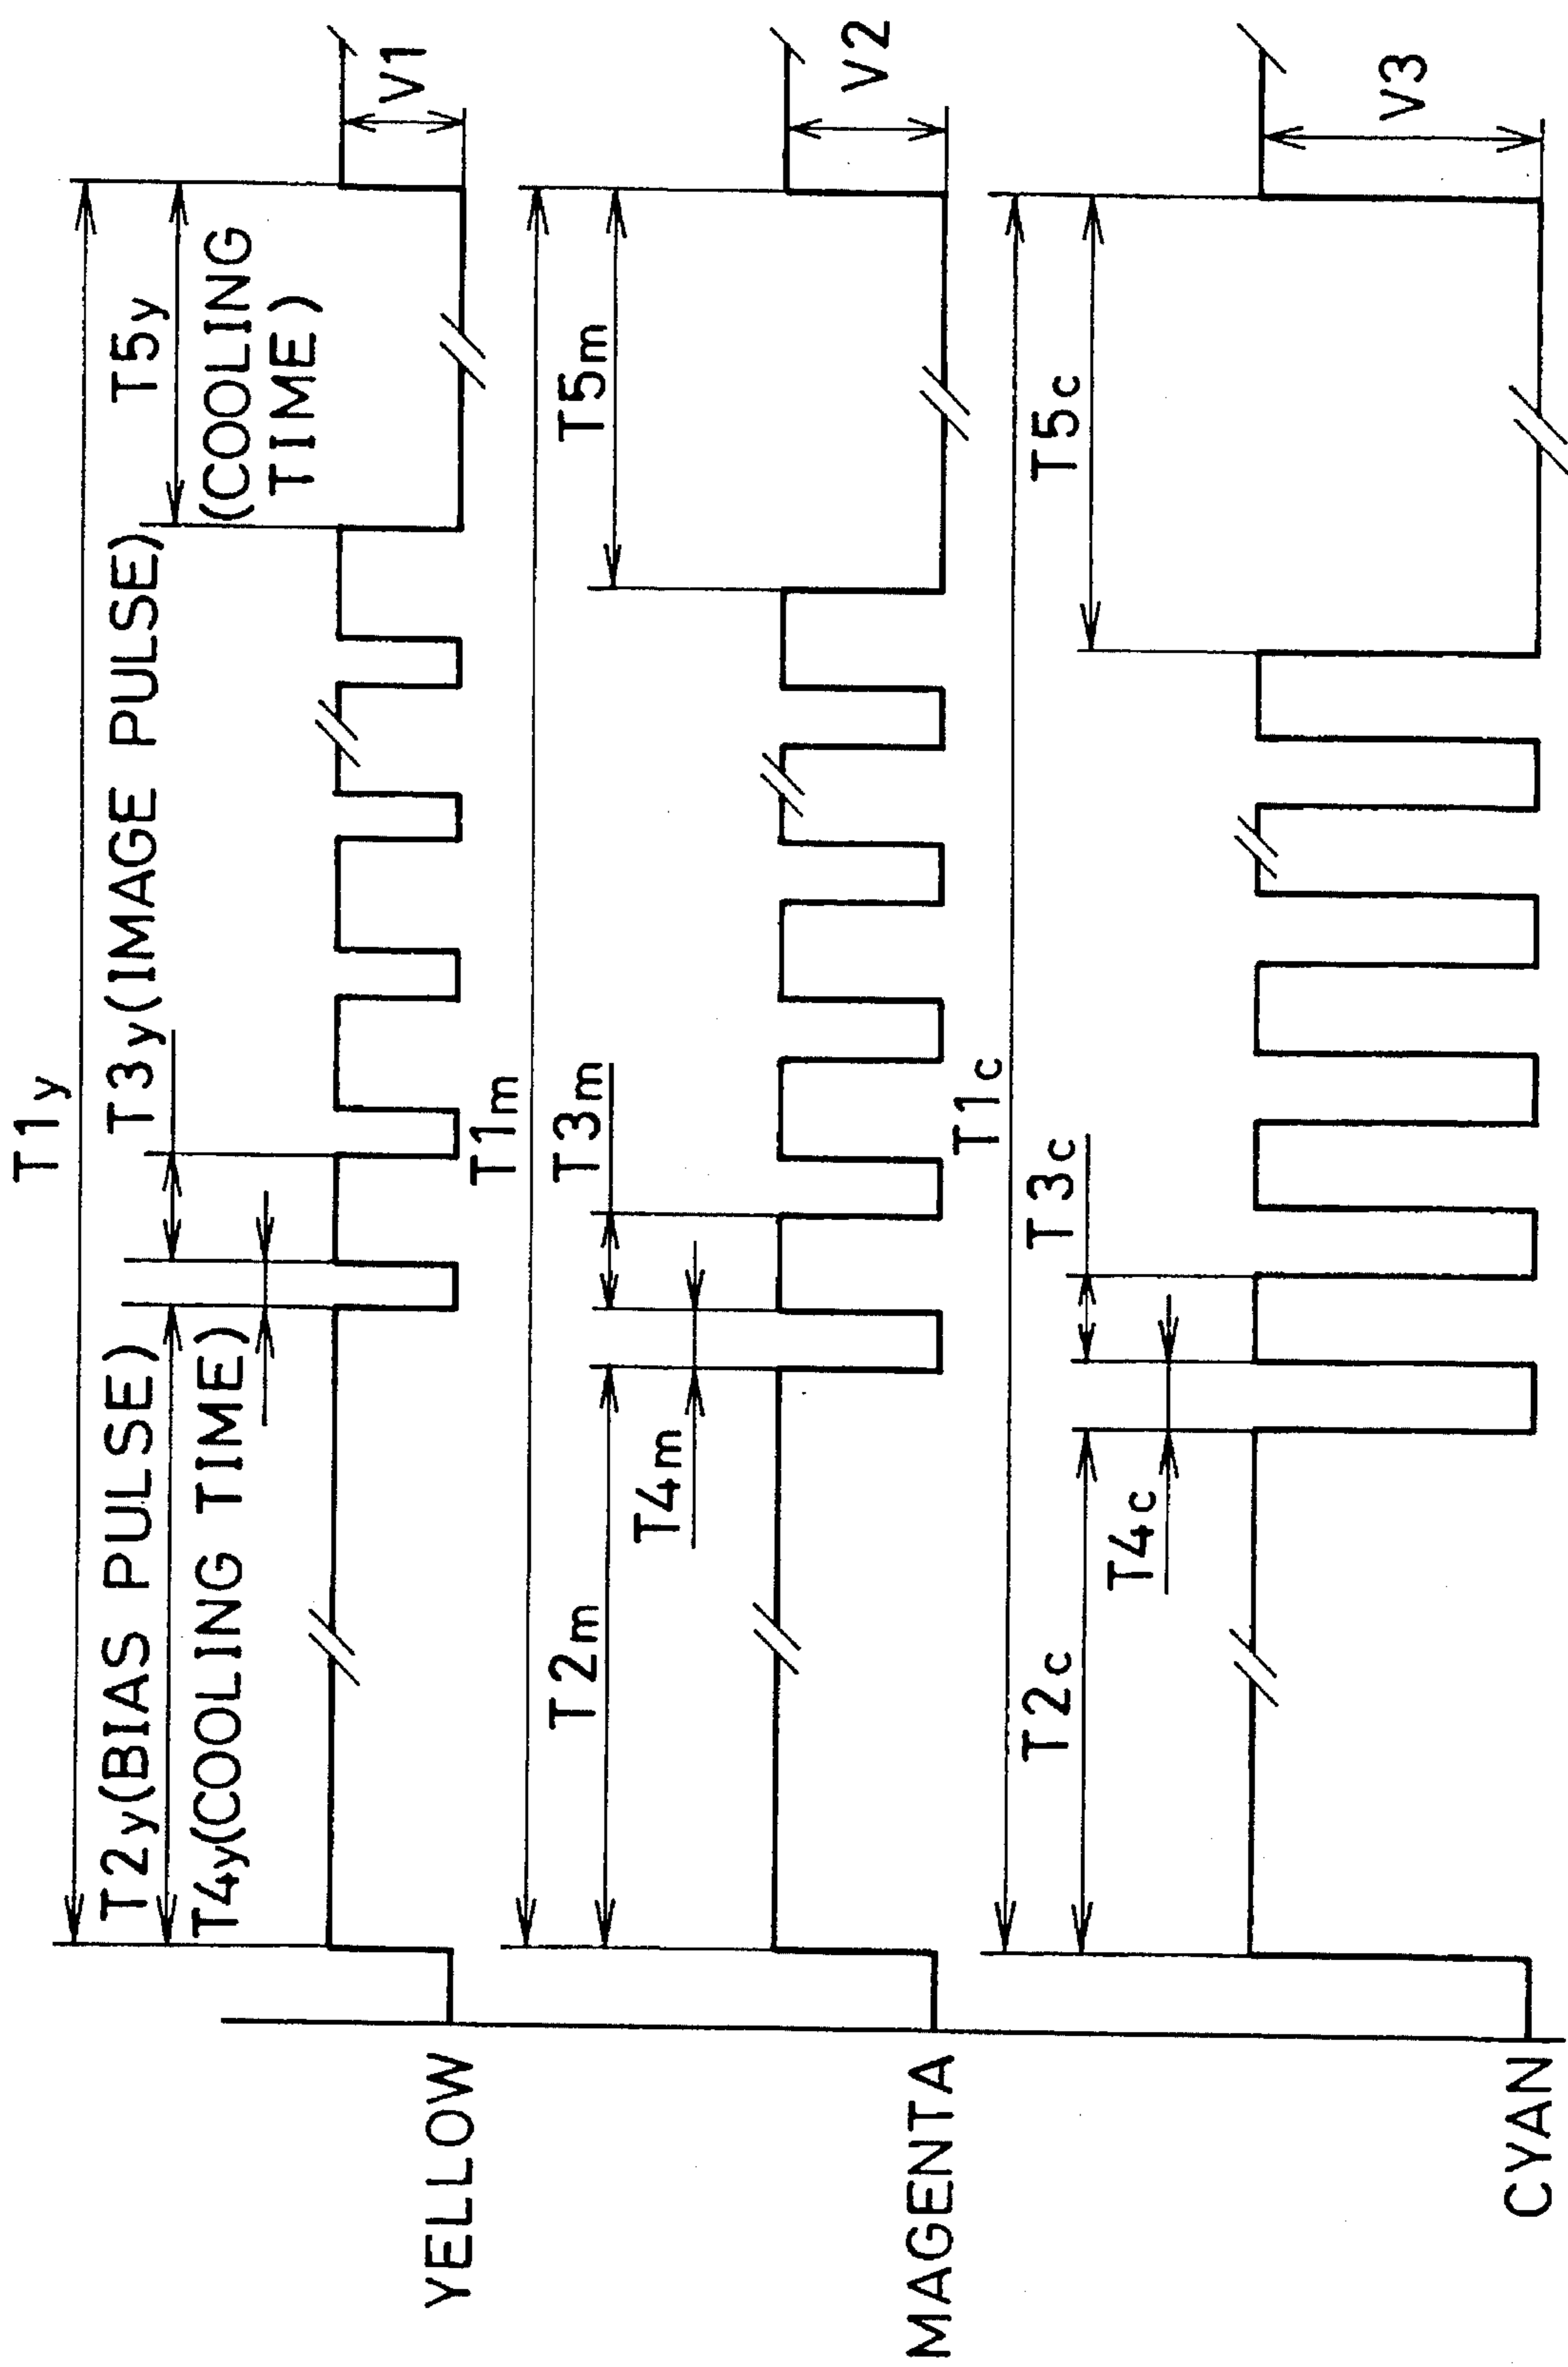 T1y
T2y(BIAS PULSE)
T3y(IMAGE PULSE)
T5y
T4y(COOLING TIME)
(COOLING
TIME)
V1
YELLOW
T1m
T2m
T3m
T5m
T4m
V2
MAGENTA
T1c
T2c
T3c
T5c
T4c
V3
CYAN